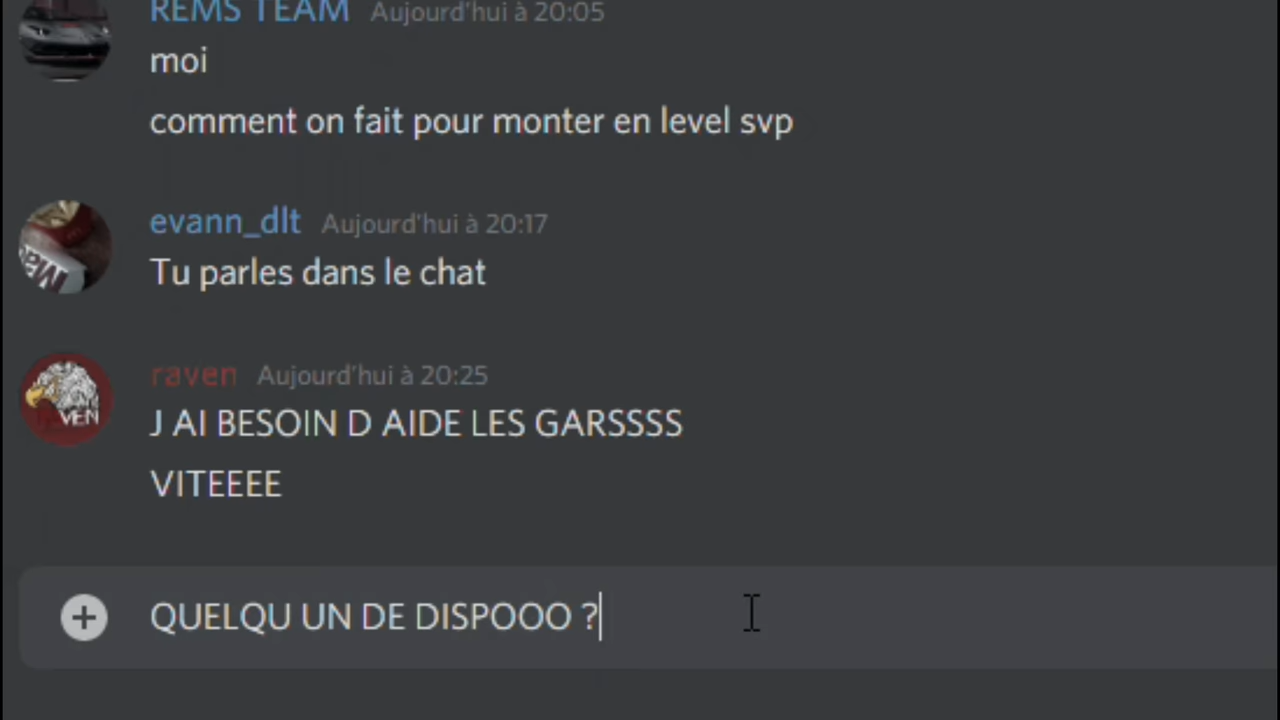 REMS TEAM Aujourd'hui à 20:05
moi
comment on fait pour monter en level svp
evann_dlt Aujourd'hui à 20:17
Tu parles dans le chat
raven Aujourd'hui à 20:25
VEN
J AI BESOIN D AIDE LES GARSSSS
VITEEEE
QUELQU UN DE DISPOOO ?